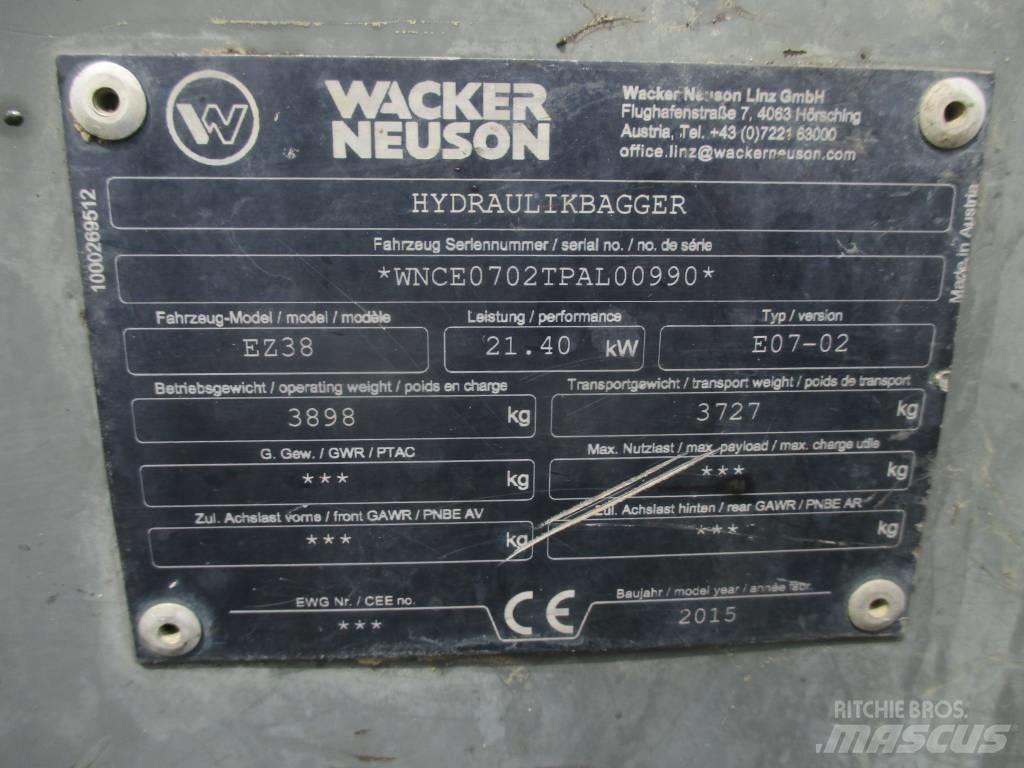 W
WACKER
NEUSON
Wacker Neuson Linz GmbH
Flughafenstraße 7, 4063 Hörsching
Austria, Tel. +43 (0)7221 63000
office.linz@wackerneuson.com
1000269512
Made in Austria
HYDRAULIKBAGGER
Fahrzeug Seriennummer / serial no. / no. de série
*WNCE0702TPAL00990*
Fahrzeug-Model / model / modèle
Leistung / performance
Typ / version
EZ38
21.40 kW
E07-02
Betriebsgewicht / operating weight / poids en charge
Transportgewicht / transport weight / poids de transport
3898 kg
3727 kg
G. Gew. / GWR / PTAC
Max. Nutzlast / max. payload / max. charge utile
*** kg
*** kg
Zul. Achslast vorne / front GAWR / PNBE AV
Zul. Achslast hinten / rear GAWR / PNBE AR
*** kg
*** kg
EWG Nr. / CEE no.
***
CE
Baujahr / model year / année fabr.
2015
RITCHIE BROS.
MASCUS